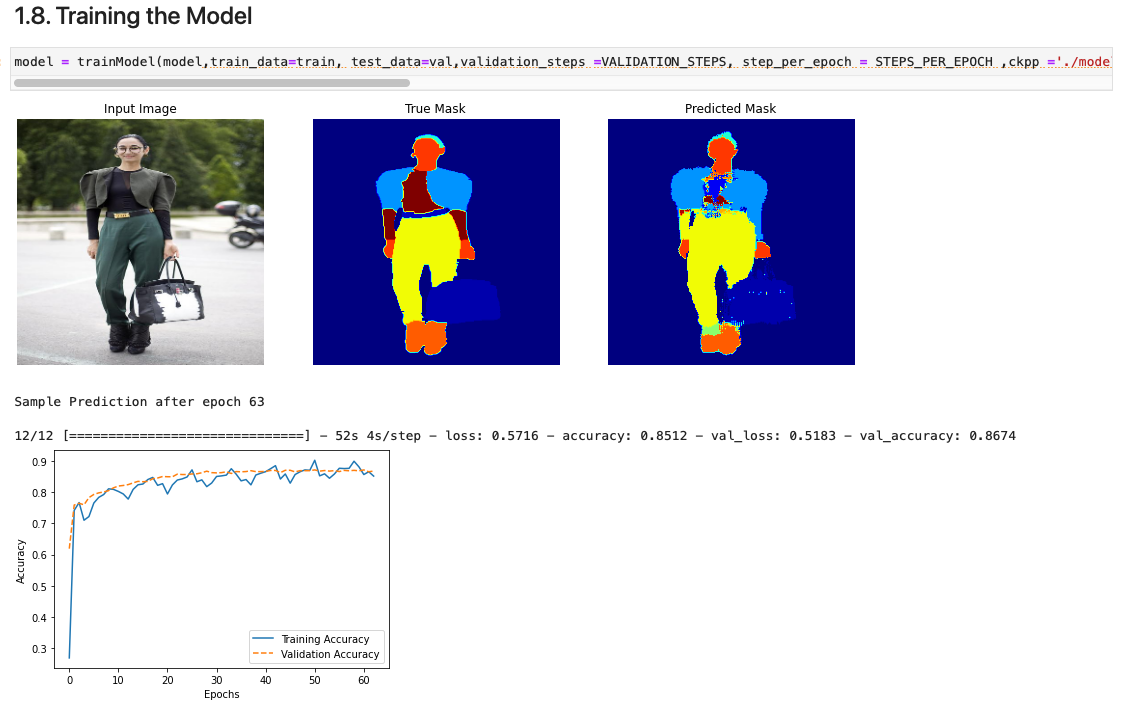 1.8. Training the Model
model = trainModel(model,train_data=train, test_data=val,validation_steps =VALIDATION_STEPS, step_per_epoch = STEPS_PER_EPOCH ,ckpp ='./mode
Input Image
True Mask
Predicted Mask
Sample Prediction after epoch 63
12/12 [==============================] - 52s 4s/step - loss: 0.5716 - accuracy: 0.8512 - val_loss: 0.5183 - val_accuracy: 0.8674
0.9
0.8
0.7
0.6
0.5
0.4
0.3
Accuracy
Training Accuracy
Validation Accuracy
0 10 20 30 40 50 60
Epochs